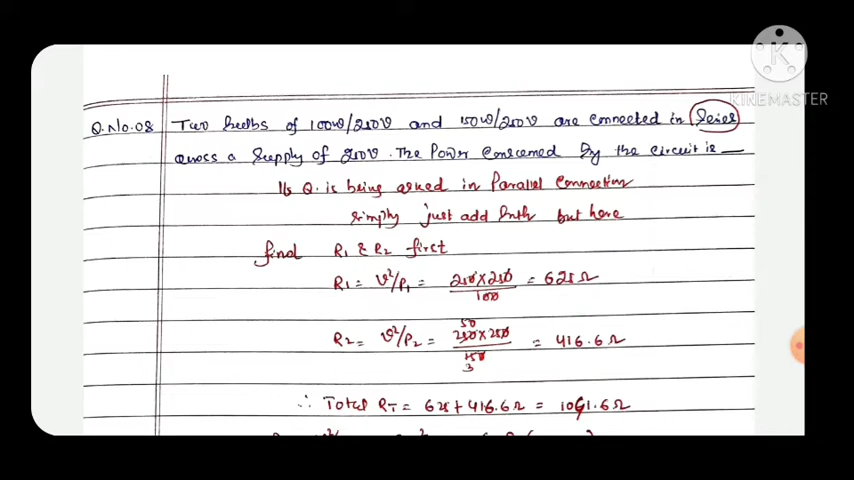 K
KINEMASTER
Q.No.08 Two bulbs of 100W/250V and 150W/250V are connected in Series
across a supply of 250V. The Power consumed by the circuit is __
If Q. is being asked in Parallel Connection
simply just add both but here
find R1 & R2 first
R1 = V²/P1 = 250×250/100 = 625Ω
R2 = V²/P2 = 250×250/150 = 416.6Ω
50
3
∴ Total RT = 625+416.6Ω = 1041.6Ω